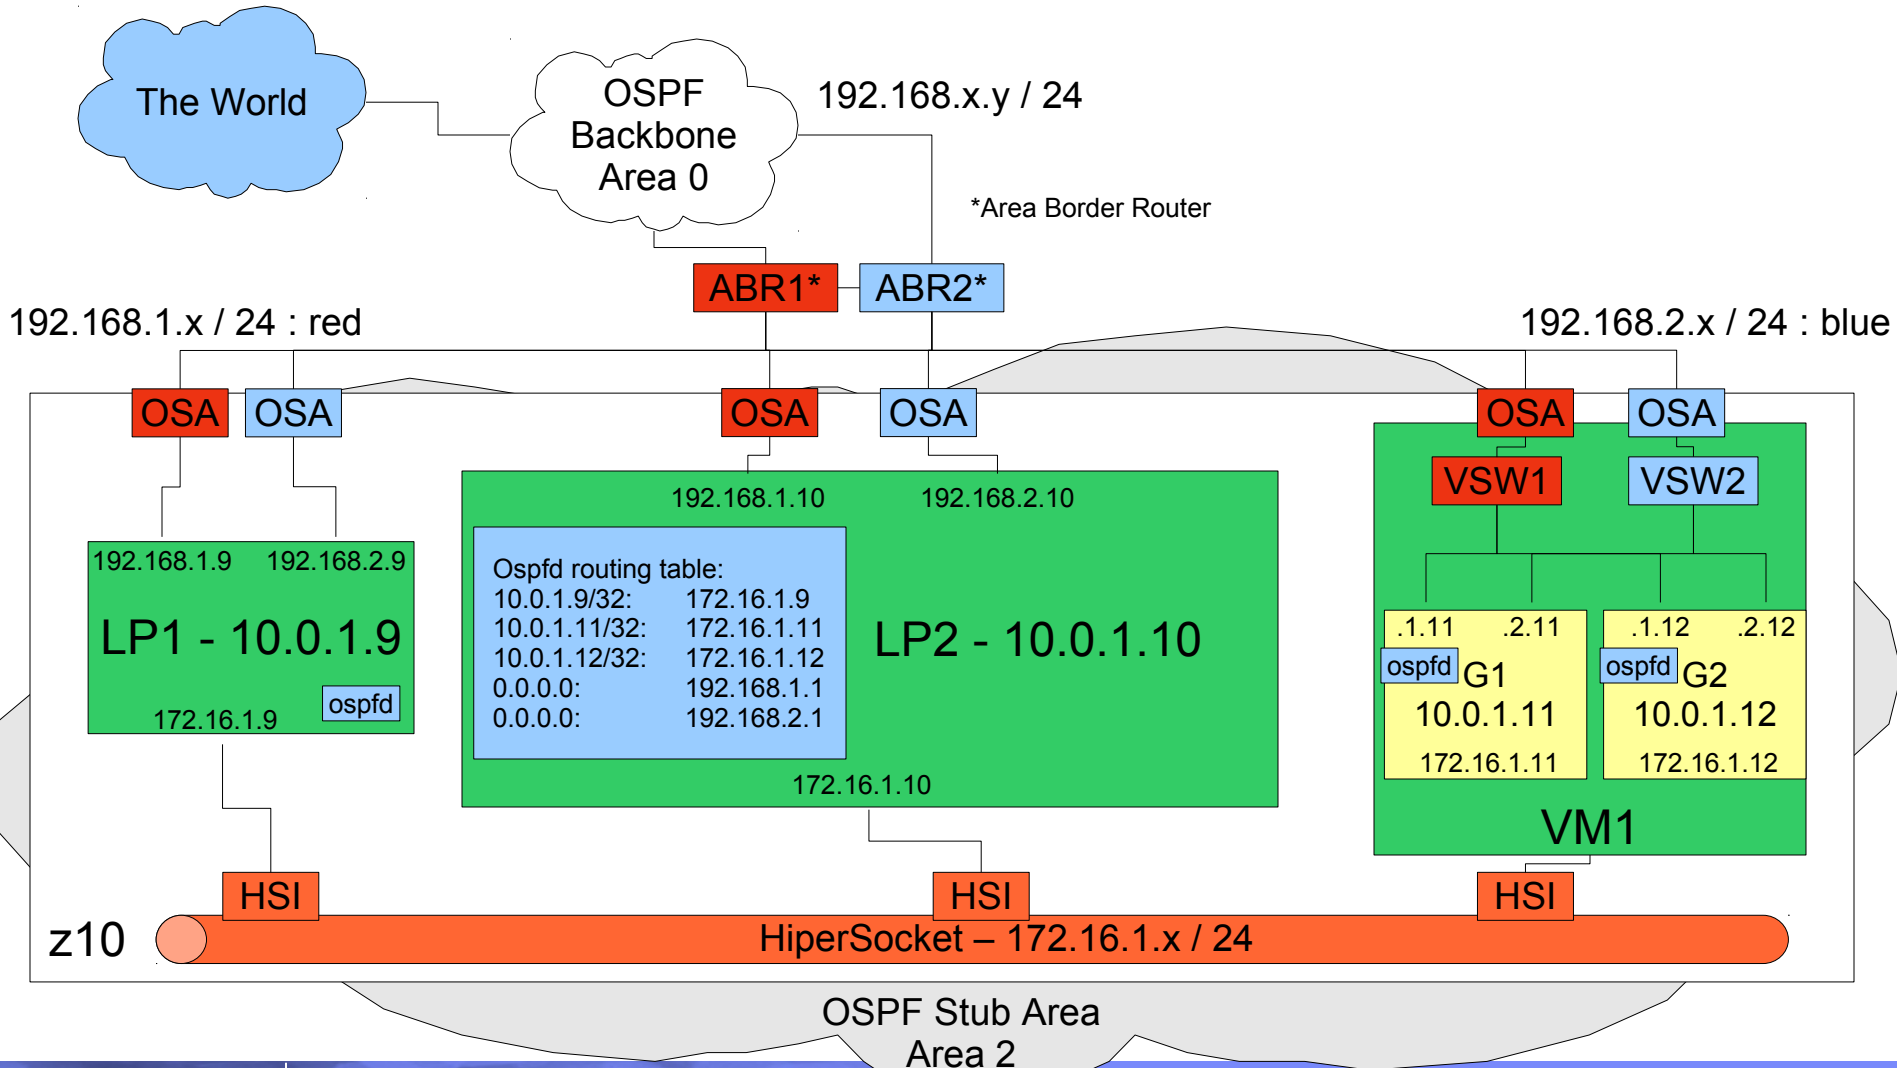 The World
OSPF
Backbone
Area 0
192.168.x.y / 24
*Area Border Router
ABR1*
ABR2*
192.168.1.x / 24 : red
192.168.2.x / 24 : blue
OSA
OSA
OSA
OSA
OSA
OSA
VSW1
VSW2
192.168.1.9
192.168.2.9
LP1 - 10.0.1.9
ospfd
172.16.1.9
192.168.1.10
192.168.2.10
Ospfd routing table:
10.0.1.9/32: 172.16.1.9
10.0.1.11/32: 172.16.1.11
10.0.1.12/32: 172.16.1.12
0.0.0.0: 192.168.1.1
0.0.0.0: 192.168.2.1
LP2 - 10.0.1.10
172.16.1.10
.1.11
.2.11
ospfd
G1
10.0.1.11
172.16.1.11
.1.12
.2.12
ospfd
G2
10.0.1.12
172.16.1.12
VM1
HSI
HSI
HSI
z10
HiperSocket – 172.16.1.x / 24
OSPF Stub Area
Area 2